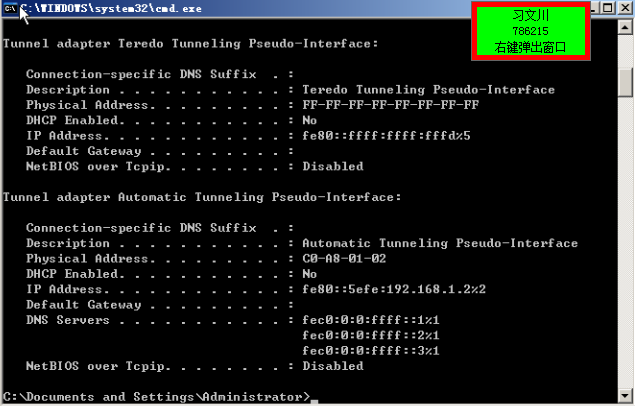 C:\WINDOWS\system32\cmd.exe
习文川
786215
右键弹出窗口
Tunnel adapter Teredo Tunneling Pseudo-Interface:
Connection-specific DNS Suffix . :
Description . . . . . . . . . . . : Teredo Tunneling Pseudo-Interface
Physical Address. . . . . . . . . : FF-FF-FF-FF-FF-FF-FF-FF
DHCP Enabled. . . . . . . . . . . : No
IP Address. . . . . . . . . . . . : fe80::ffff:ffff:fffd%5
Default Gateway . . . . . . . . . :
NetBIOS over Tcpip. . . . . . . . : Disabled
Tunnel adapter Automatic Tunneling Pseudo-Interface:
Connection-specific DNS Suffix . :
Description . . . . . . . . . . . : Automatic Tunneling Pseudo-Interface
Physical Address. . . . . . . . . : C0-A8-01-02
DHCP Enabled. . . . . . . . . . . : No
IP Address. . . . . . . . . . . . : fe80::5efe:192.168.1.2%2
Default Gateway . . . . . . . . . :
DNS Servers . . . . . . . . . . . : fec0:0:0:ffff::1%1
fec0:0:0:ffff::2%1
fec0:0:0:ffff::3%1
NetBIOS over Tcpip. . . . . . . . : Disabled
C:\Documents and Settings\Administrator>_